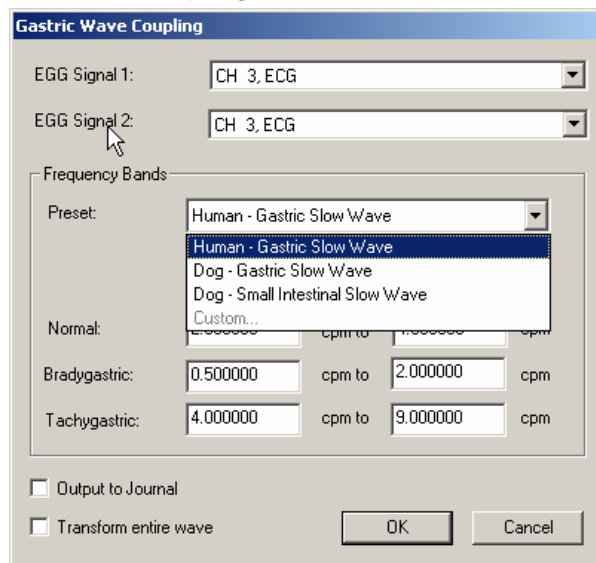 Gastric Wave Coupling
EGG Signal 1: CH 3, ECG
EGG Signal 2: CH 3, ECG
Frequency Bands
Preset: Human - Gastric Slow Wave
Human - Gastric Slow Wave
Dog - Gastric Slow Wave
Dog - Small Intestinal Slow Wave
Custom...
Normal: cpm to cpm
Bradygastric: 0.500000 cpm to 2.000000 cpm
Tachygastric: 4.000000 cpm to 9.000000 cpm
Output to Journal
Transform entire wave
OK Cancel